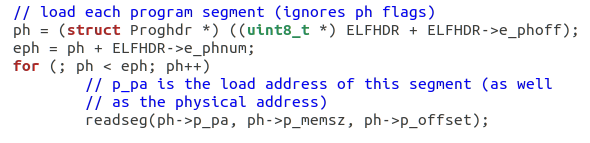 // load each program segment (ignores ph flags)
ph = (struct Proghdr *) ((uint8_t *) ELFHDR + ELFHDR->e_phoff);
eph = ph + ELFHDR->e_phnum;
for (; ph < eph; ph++)
        // p_pa is the load address of this segment (as well
        // as the physical address)
        readseg(ph->p_pa, ph->p_memsz, ph->p_offset);